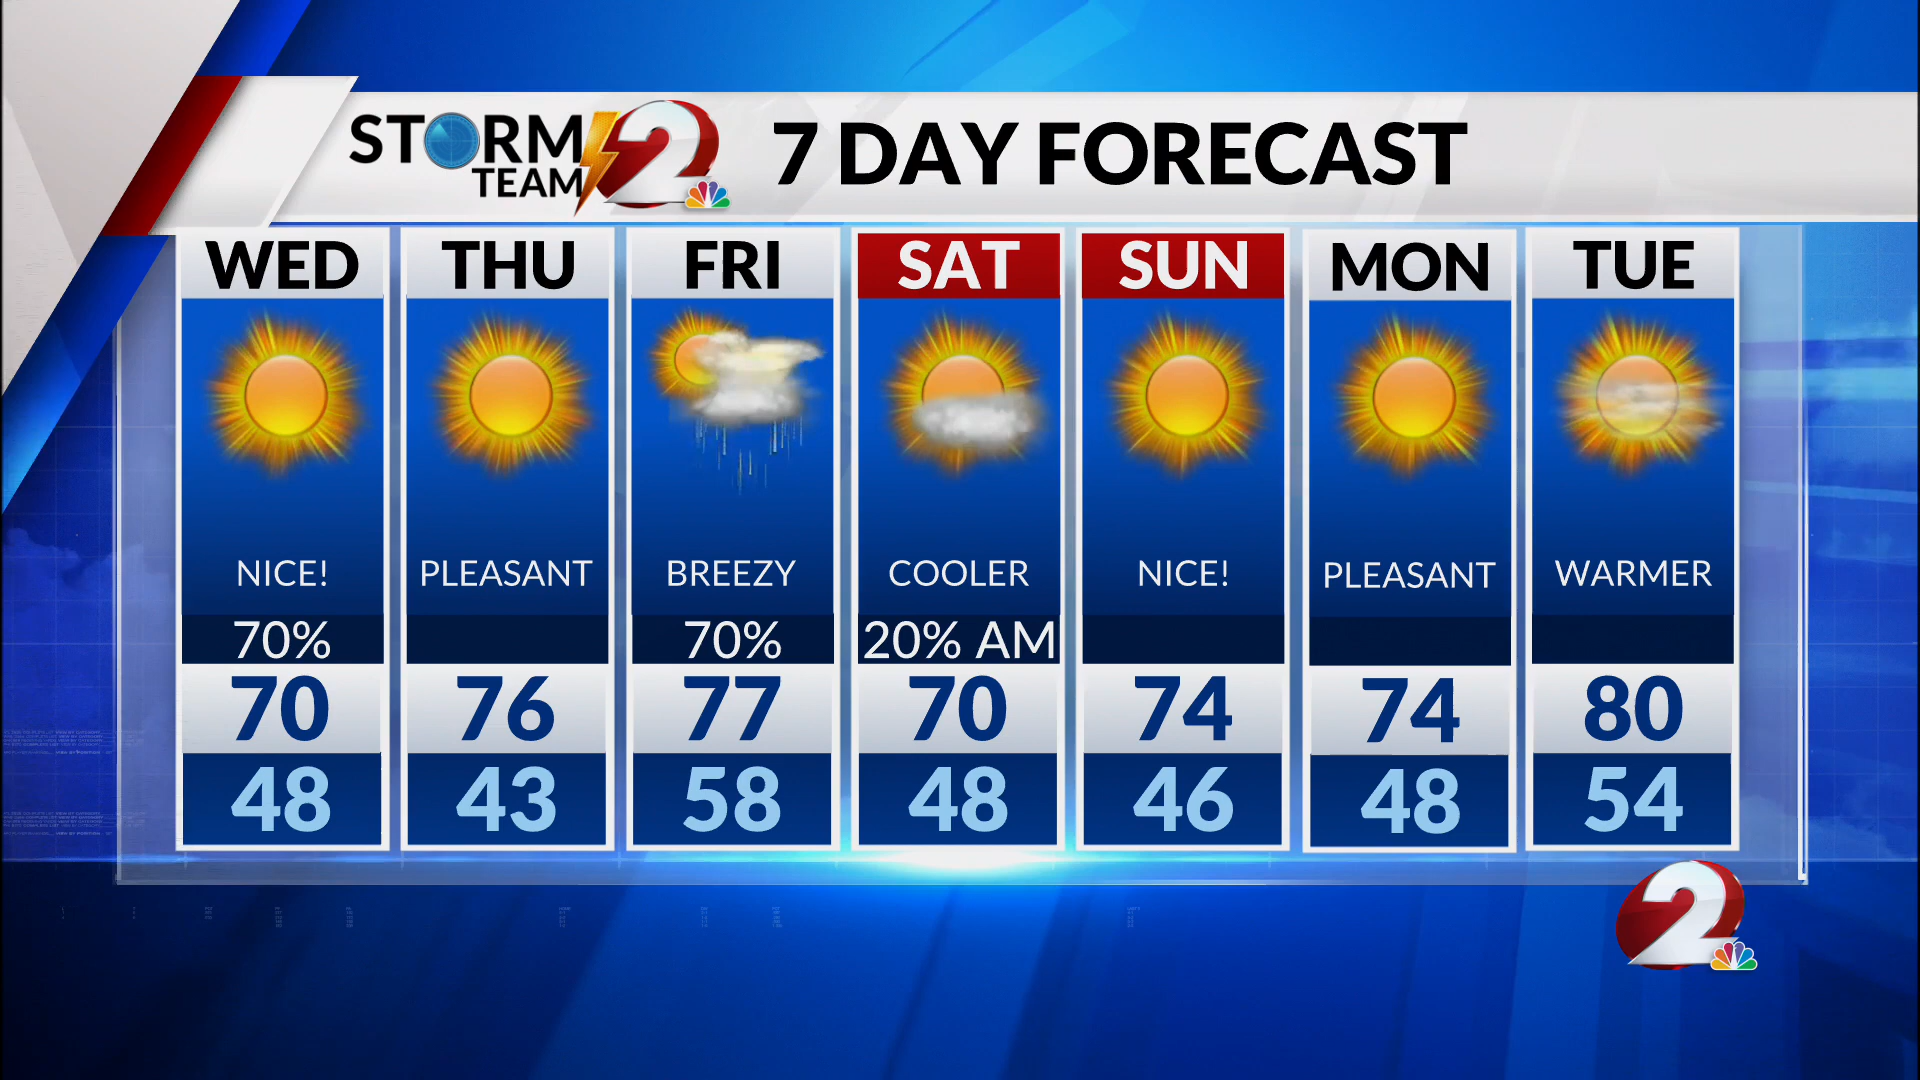 STORM
TEAM 2
7 DAY FORECAST
WED THU FRI SAT SUN MON TUE
NICE! PLEASANT BREEZY COOLER NICE! PLEASANT WARMER
70% 70% 20% AM
70 76 77 70 74 74 80
48 43 58 48 46 48 54
2